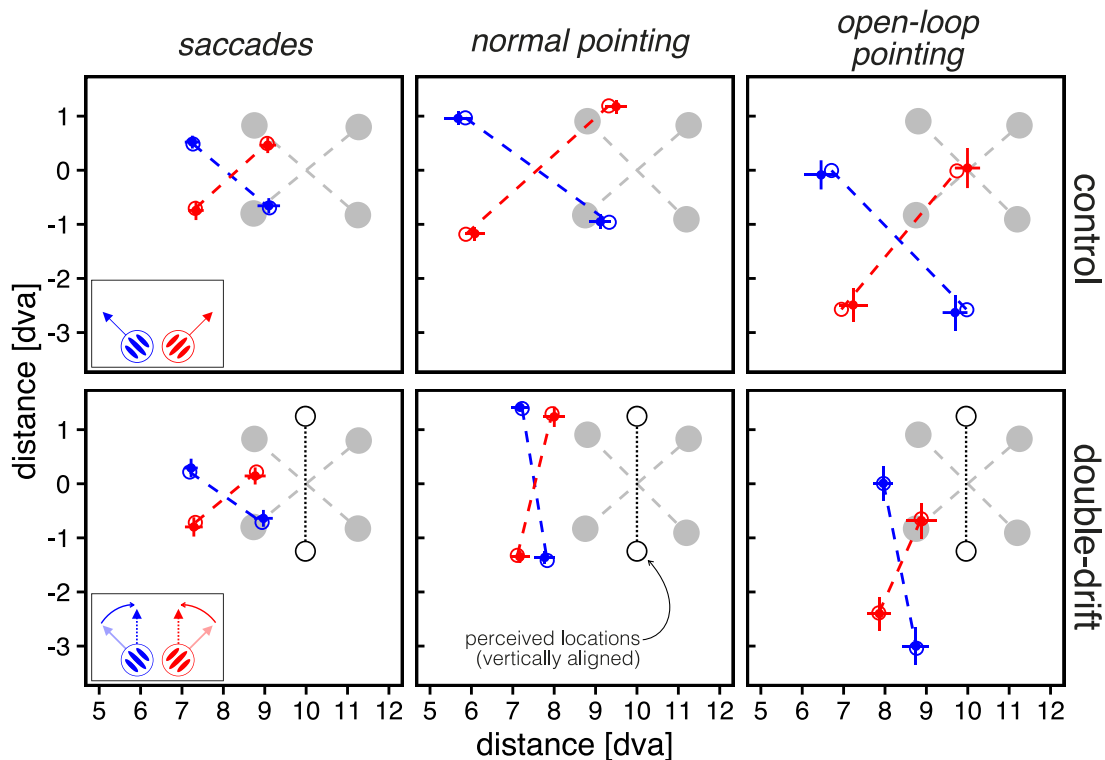 saccades
normal pointing
open-loop
pointing
1
0
-1
-2
-3
control
distance [dva]
1
0
-1
-2
-3
double-drift
perceived locations
(vertically aligned)
5 6 7 8 9 10 11 12
5 6 7 8 9 10 11 12
5 6 7 8 9 10 11 12
distance [dva]